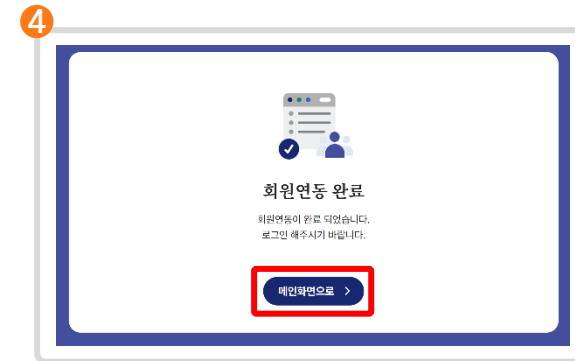 4
회원연동 완료
회원연동이 완료 되었습니다.
로그인 해주시기 바랍니다.
메인화면으로 >